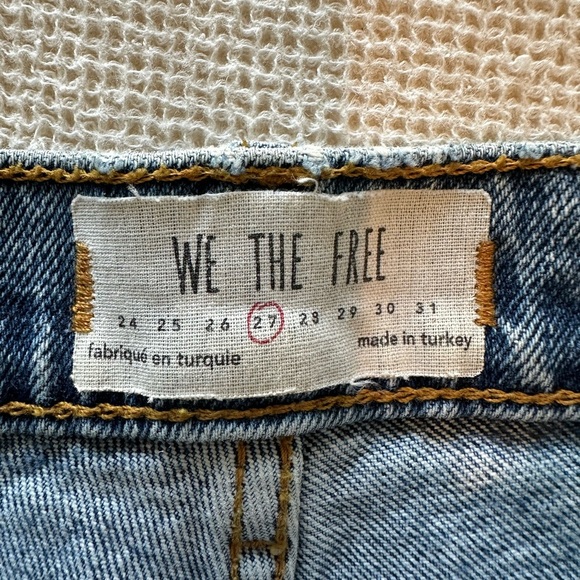 WE THE FREE
24 25 26 27 28 29 30 31
fabriqué en turquie made in turkey